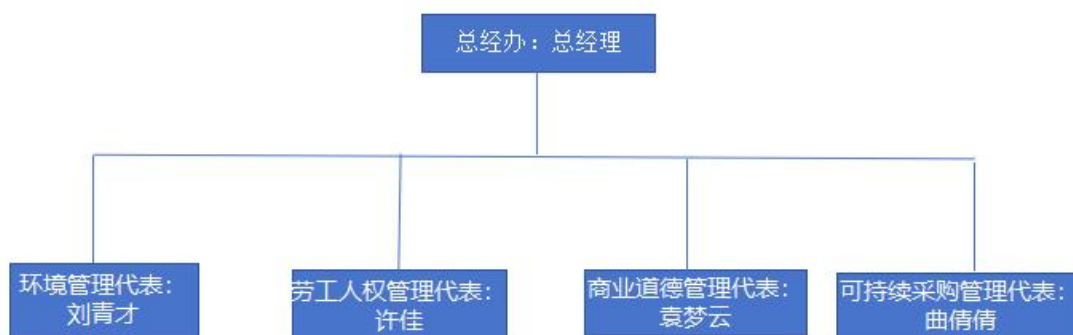 总经办：总经理
环境管理代表：
刘青才
劳工人权管理代表：
许佳
商业道德管理代表：
袁梦云
可持续采购管理代表：
曲倩倩